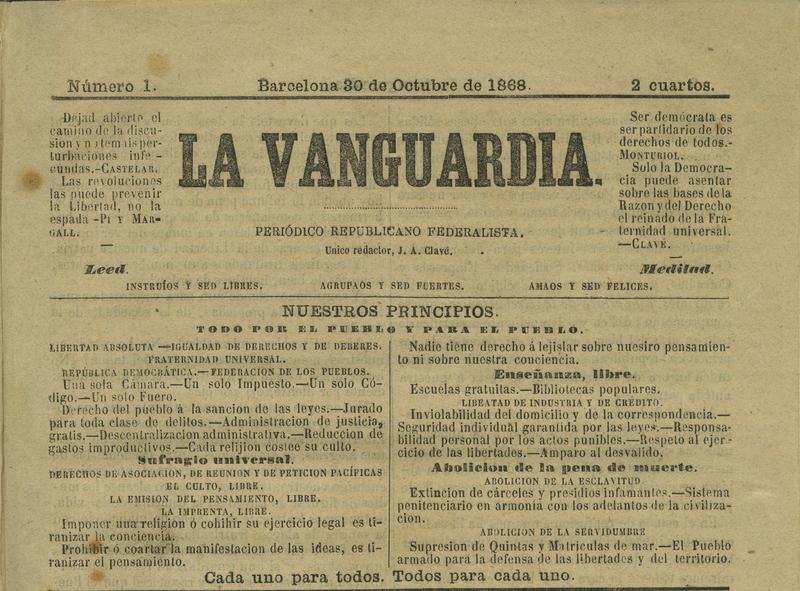 Número 1.
Barcelona 30 de Octubre de 1868.
2 cuartos.
Dejad abierto el
camino de la discu-
sion y no temais per-
turbaciones infe-
cundas.-CASTELAR.
Las revoluciones
las puede prevenir
la Libertad, no la
espada -PI Y MAR-
GALL.
LA VANGUARDIA.
PERIÓDICO REPUBLICANO FEDERALISTA.
Unico redactor, J. A. Clavé.
Ser demócrata es
ser partidario de los
derechos de todos.-
MONTURIOL.
Solo la Democra-
cia puede asentar
sobre las bases de la
Razon y del Derecho
el reinado de la Fra-
ternidad universal.
—CLAVÉ.
Leed.
Meditad.
INSTRUÍOS Y SED LIBRES.
AGRUPAOS Y SED FUERTES.
AMAOS Y SED FELICES.
NUESTROS PRINCIPIOS.
TODO POR EL PUEBLO Y PARA EL PUEBLO.
LIBERTAD ABSOLUTA —IGUALDAD DE DERECHOS Y DE DEBERES.
FRATERNIDAD UNIVERSAL.
REPÚBLICA DEMOCRÁTICA.—FEDERACION DE LOS PUEBLOS.
Una sola Cámara.—Un solo Impuesto.—Un solo Có-
digo.—Un solo Fuero.
Derecho del pueblo á la sancion de las leyes.—Jurado
para toda clase de delitos.—Administracion de justicia,
gratis.—Descentralizacion administrativa.—Reduccion de
gastos improductivos.—Cada relijion costeé su culto.
Sufragio universal.
DERECHOS DE ASOCIACION, DE REUNION Y DE PETICION PACÍFICAS
EL CULTO, LIBRE.
LA EMISION DEL PENSAMIENTO, LIBRE.
LA IMPRENTA, LIBRE.
Imponer una religion ó cohibir su ejercicio legal es ti-
ranizar la conciencia.
Prohibir ó coartar la manifestacion de las ideas, es ti-
ranizar el pensamiento.
Nadie tiene derecho á lejislar sobre nuesiro pensamien-
to ni sobre nuestra conciencia.
Enseñanza, libre.
Escuelas gratuitas.—Bibliotecas populares.
LIBEATAD DE INDUSTRIA Y DE CRÉDITO.
Inviolabilidad del domicilio y de la correspondencia.—
Seguridad individual garantida por las leyes.—Responsa-
bilidad personal por los actos punibles.—Respeto al ejer-
cicio de las libertades.—Amparo al desvalido.
Abolicion de la pena de muerte.
ABOLICION DE LA ESCLAVITUD
Extincion de cárceles y presidios infamantes.—Sistema
penitenciario en armonía con los adelantos de la civiliza-
cion.
ABOLICION DE LA SERVIDUMBRE
Supresion de Quintas y Matriculas de mar.—El Pueblo
armado para la defensa de las libertades y del territorio.
Cada uno para todos. Todos para cada uno.